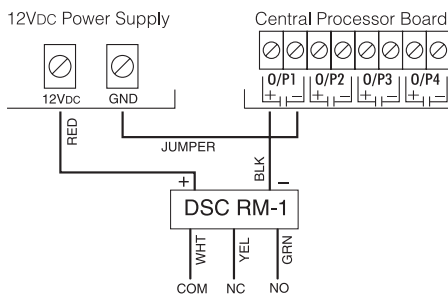 12VDC Power Supply
Central Processor Board
O/P1 O/P2 O/P3 O/P4
+ − + − + − + −
12VDC GND
RED
JUMPER
BLK
+ −
DSC RM-1
WHT YEL GRN
COM NC NO